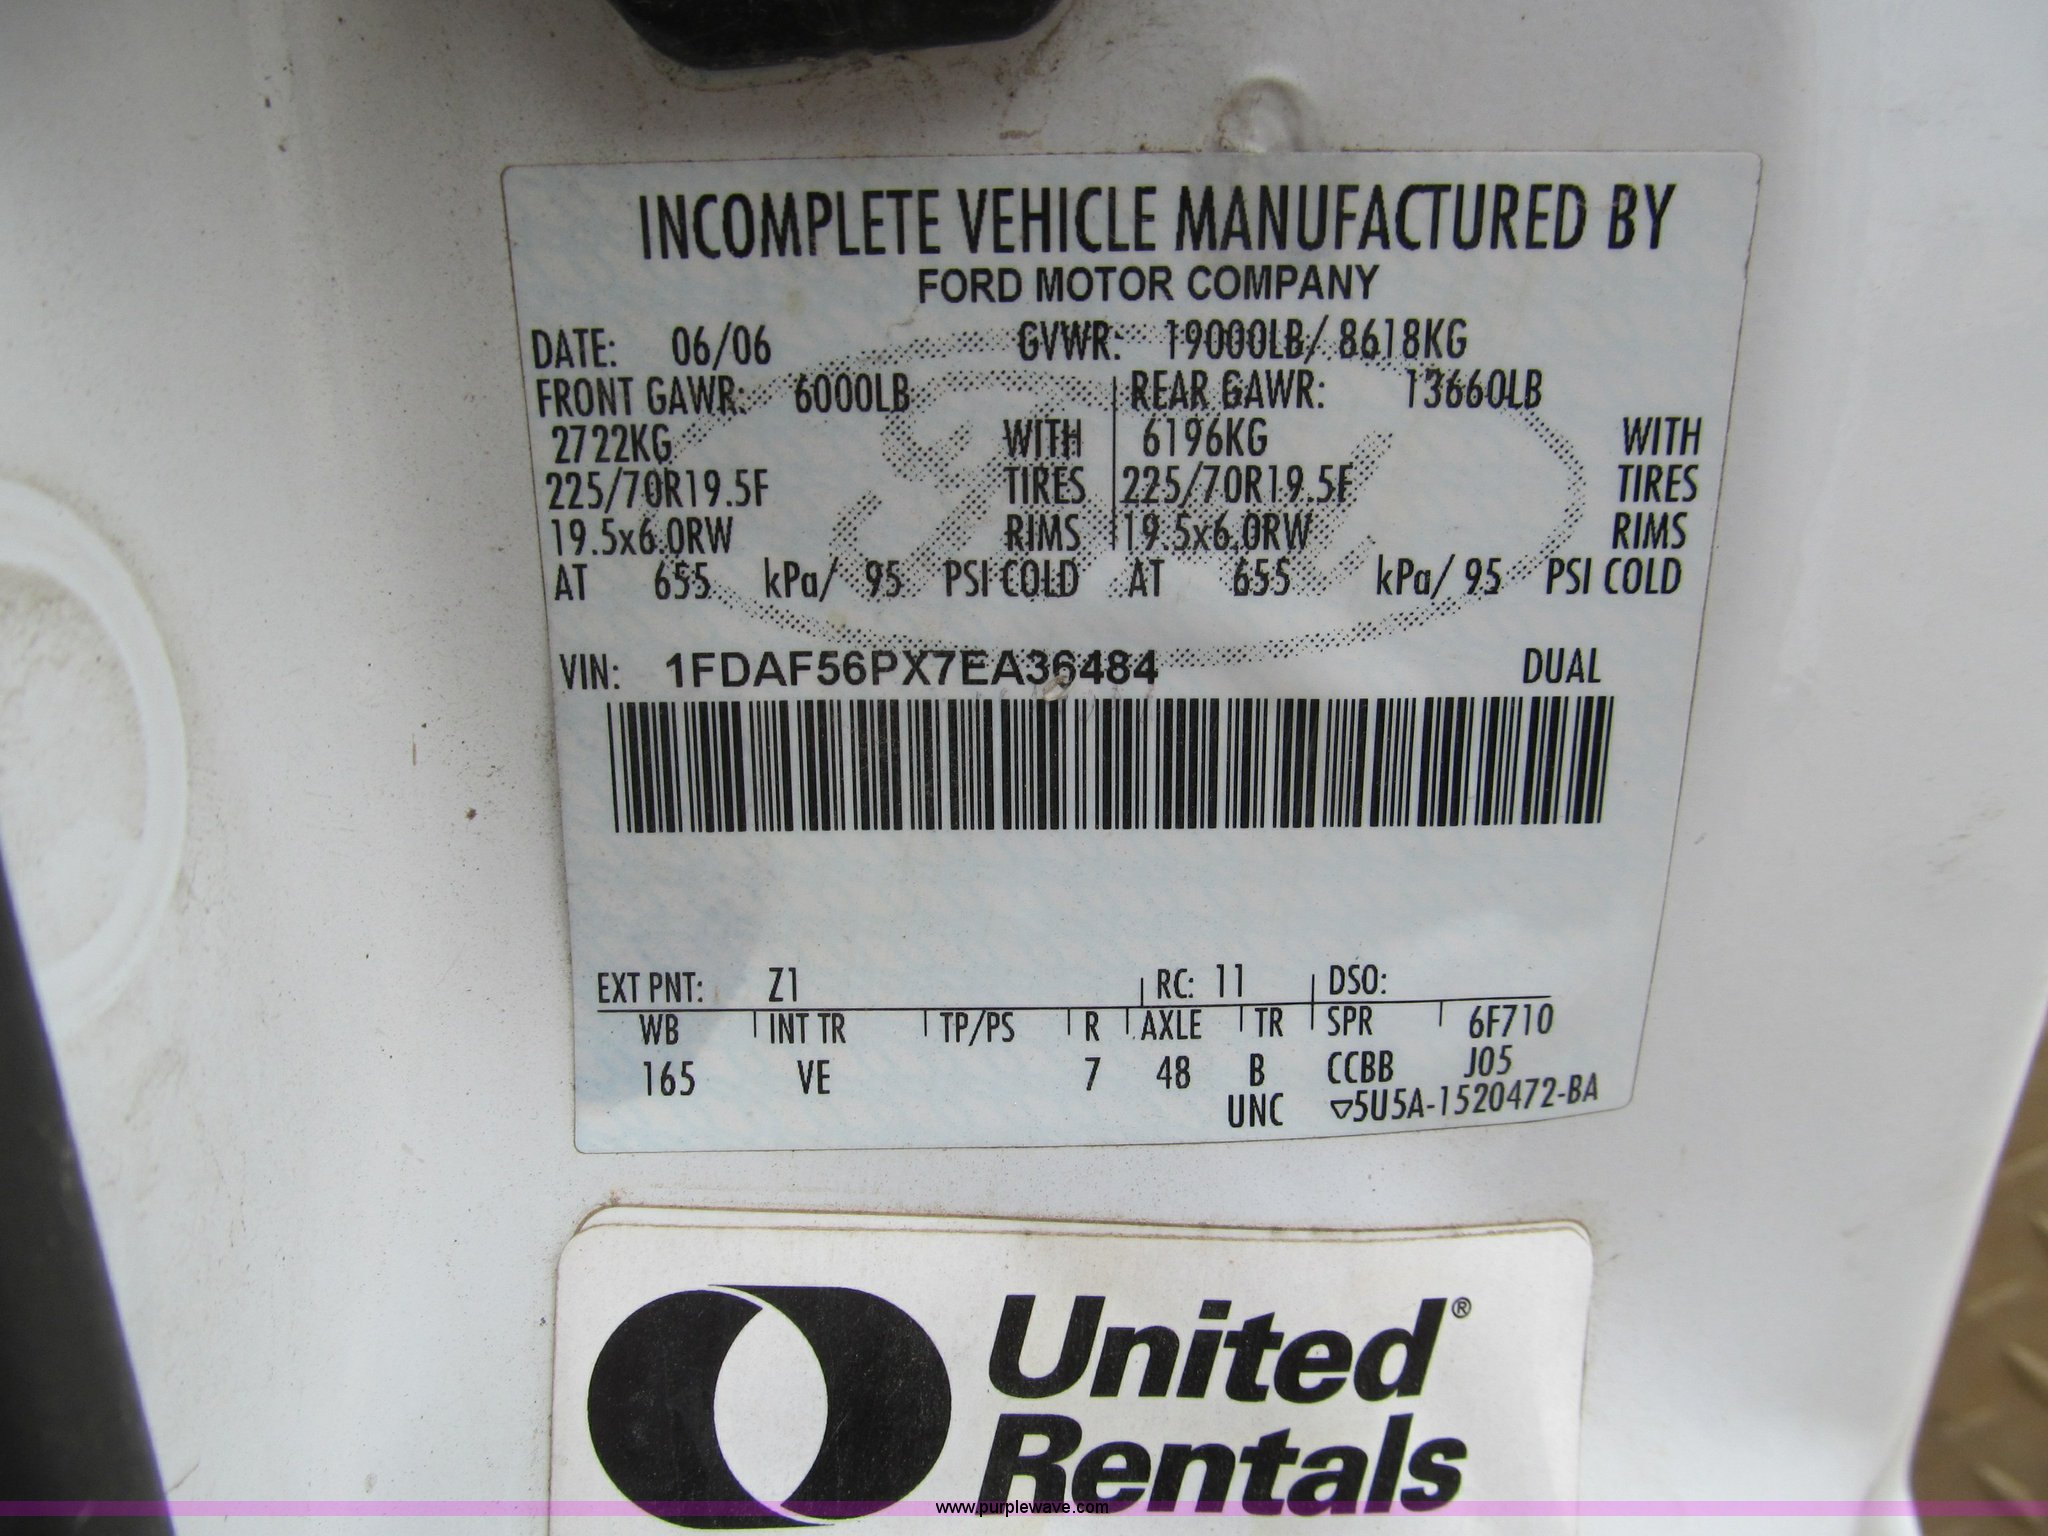 INCOMPLETE VEHICLE MANUFACTURED BY
FORD MOTOR COMPANY
DATE: 06/06 GVWR: 19000LB/ 8618KG
FRONT GAWR: 6000LB REAR GAWR: 13660LB
2722KG WITH 6196KG WITH
225/70R19.5F TIRES 225/70R19.5F TIRES
19.5x6.0RW RIMS 19.5x6.0RW RIMS
AT 655 kPa/ 95 PSI COLD AT 655 kPa/ 95 PSI COLD
VIN: 1FDAF56PX7EA36484 DUAL
EXT PNT: Z1 RC: 11 DSO:
WB INT TR TP/PS R AXLE TR SPR 6F710
165 VE 7 48 B CCBB J05
UNC ▽5U5A-1520472-BA
United®
Rentals
www.purplewave.com